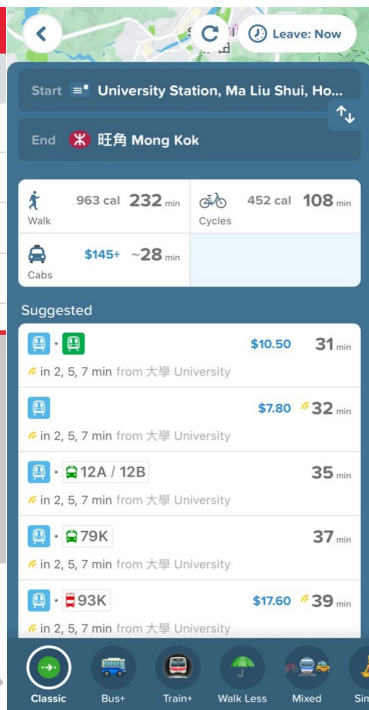 Leave: Now
Start University Station, Ma Liu Shui, Ho...
End 旺角 Mong Kok
963 cal 232 min
Walk
452 cal 108 min
Cycles
$145+ ~28 min
Cabs
Suggested
$10.50 31 min
in 2, 5, 7 min from 大學 University
$7.80 32 min
in 2, 5, 7 min from 大學 University
12A / 12B 35 min
in 2, 5, 7 min from 大學 University
79K 37 min
in 2, 5, 7 min from 大學 University
93K $17.60 39 min
in 2, 5, 7 min from 大學 University
Classic Bus+ Train+ Walk Less Mixed Sim